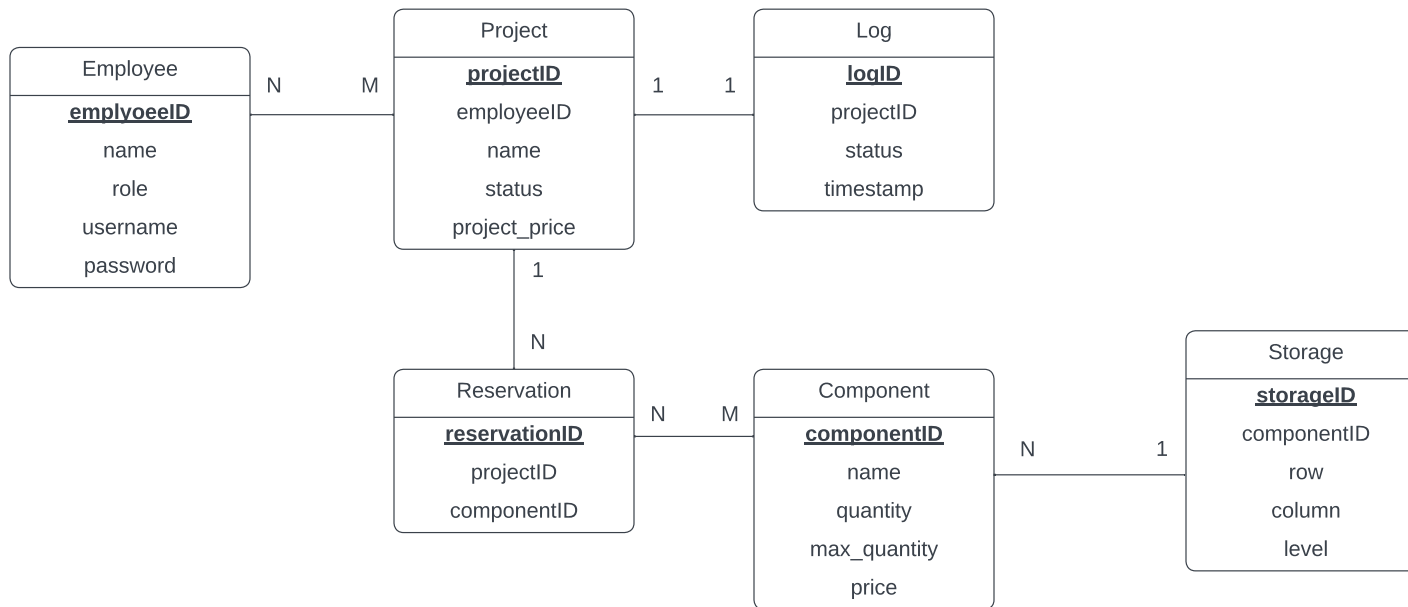 Employee
emplyoeeID
name
role
username
password
N
M
Project
projectID
employeeID
name
status
project_price
1
1
Log
logID
projectID
status
timestamp
1
N
Reservation
reservationID
projectID
componentID
N
M
Component
componentID
name
quantity
max_quantity
price
N
1
Storage
storageID
componentID
row
column
level